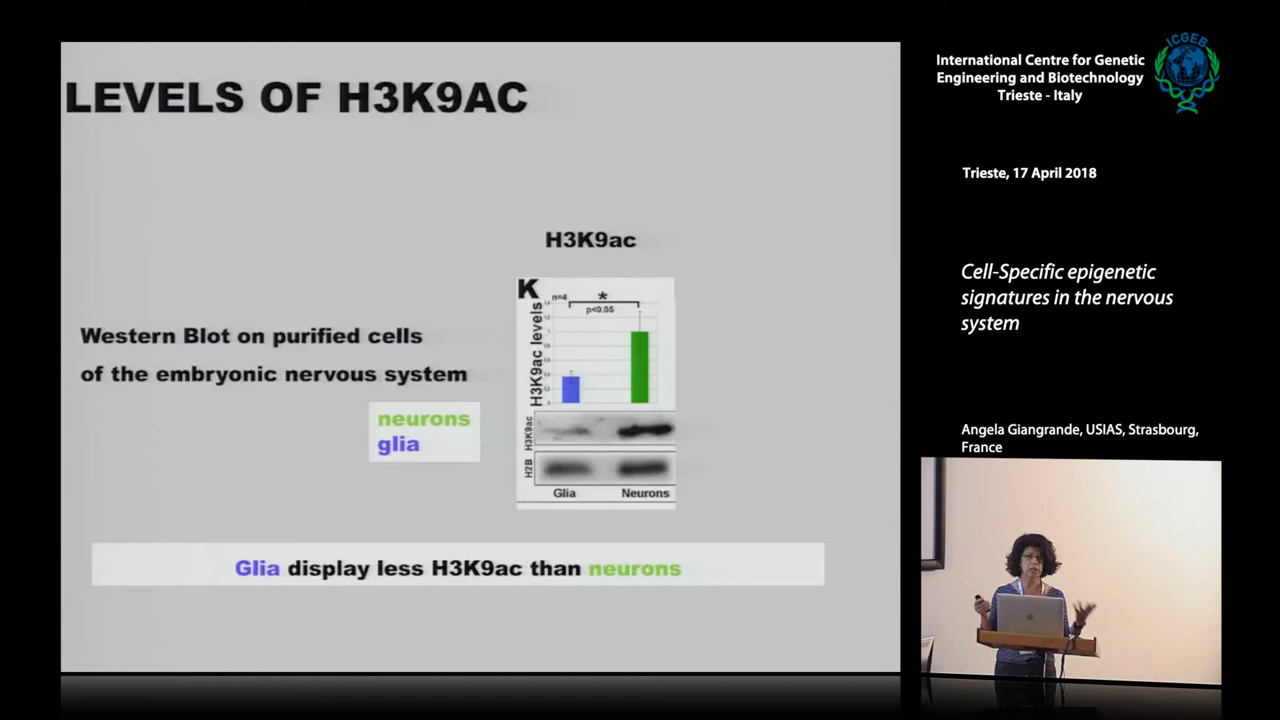 LEVELS OF H3K9AC
H3K9ac
K
n=4
*
p<0.05
H3K9ac levels
H3K9ac
H2B
Glia Neurons
Western Blot on purified cells
of the embryonic nervous system
neurons
glia
Glia display less H3K9ac than neurons
International Centre for Genetic
Engineering and Biotechnology
Trieste - Italy
ICGEB
Trieste, 17 April 2018
Cell-Specific epigenetic
signatures in the nervous
system
Angela Giangrande, USIAS, Strasbourg,
France